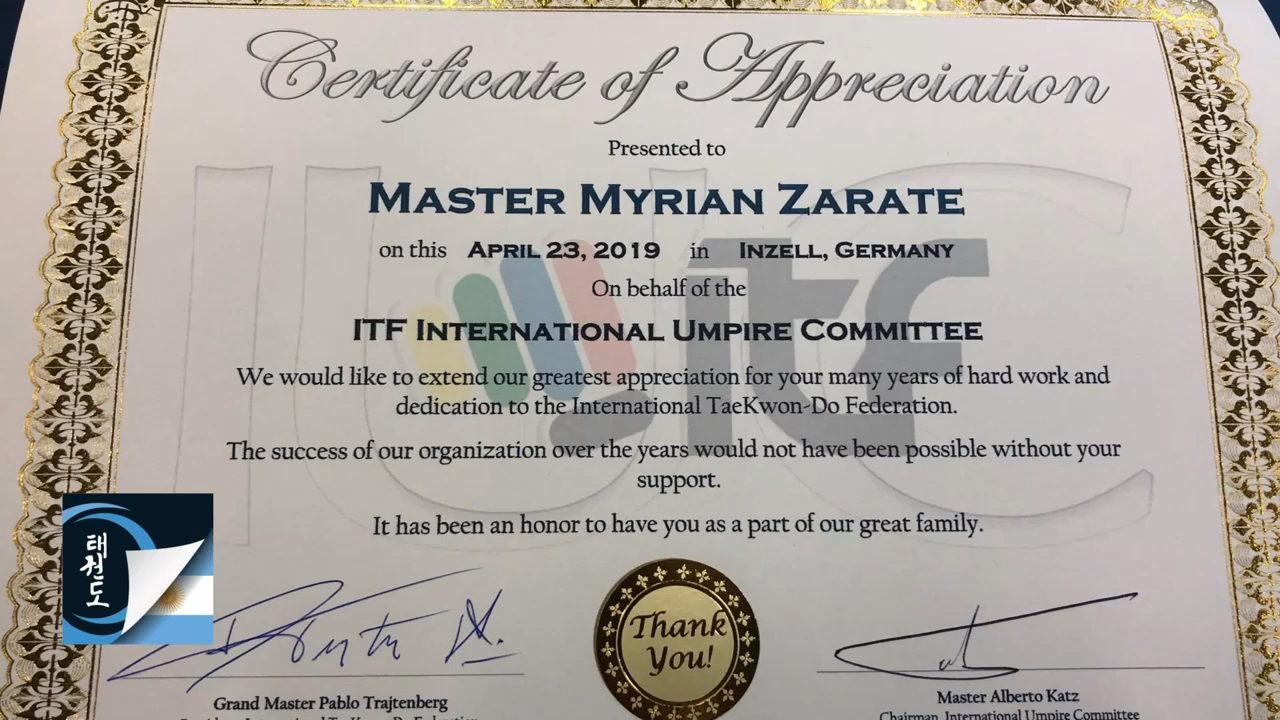 Certificate of Appreciation
Presented to
MASTER MYRIAN ZARATE
on this APRIL 23, 2019 in INZELL, GERMANY
On behalf of the
ITF INTERNATIONAL UMPIRE COMMITTEE
We would like to extend our greatest appreciation for your many years of hard work and
dedication to the International TaeKwon-Do Federation.
The success of our organization over the years would not have been possible without your
support.
It has been an honor to have you as a part of our great family.
IUC
itf
태권도
Thank
You!
Grand Master Pablo Trajtenberg
Master Alberto Katz
Chairman, International Umpire Committee